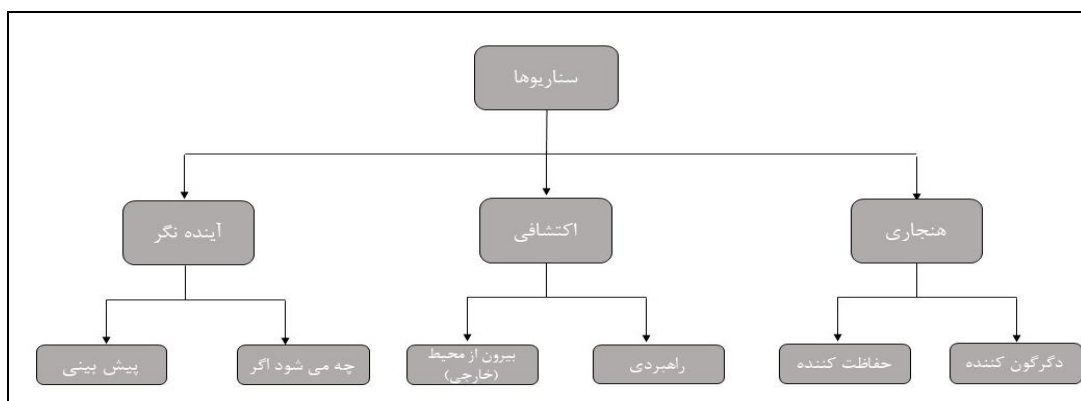 سناریوها
هنجاری
اکتشافی
آینده نگر
دگرگون کننده
حفاظت کننده
راهبردی
بیرون از محیط
(خارجی)
چه می شود اگر
پیش بینی